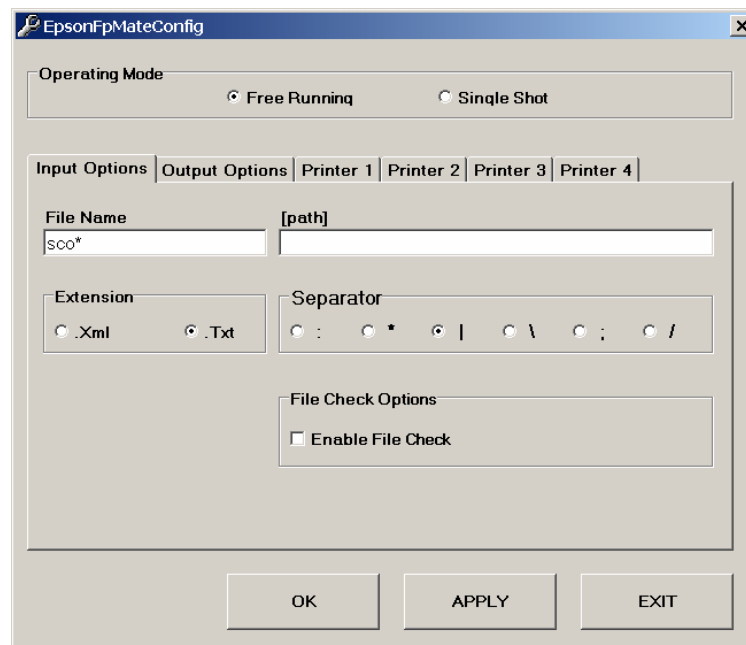 EpsonFpMateConfig
Operating Mode
Free Running Single Shot
Input Options Output Options Printer 1 Printer 2 Printer 3 Printer 4
File Name [path]
sco*
Extension Separator
.Xml .Txt : * | \ ; /
File Check Options
Enable File Check
OK APPLY EXIT